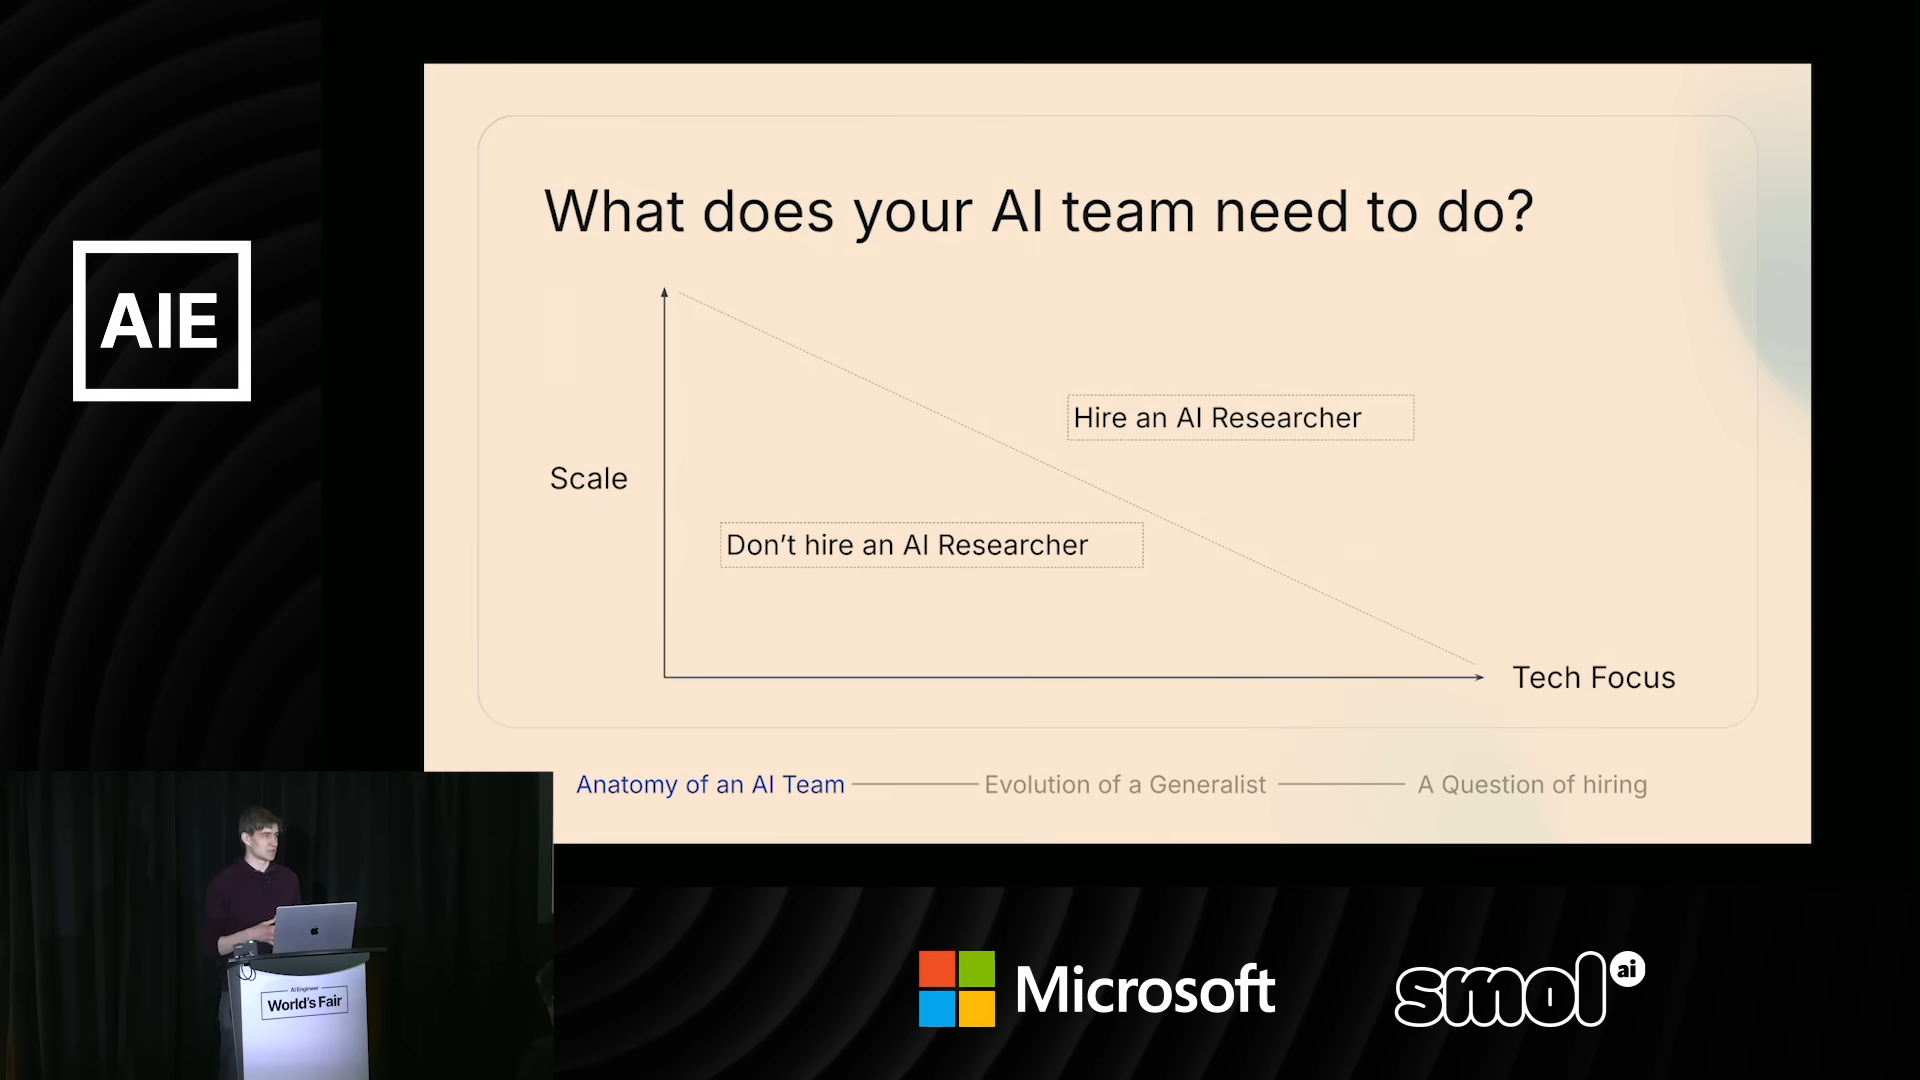 AIE
What does your AI team need to do?
Hire an AI Researcher
Scale
Don't hire an AI Researcher
Tech Focus
Anatomy of an AI Team
Evolution of a Generalist
A Question of hiring
AI Engineer
World's Fair
Microsoft
smol ai